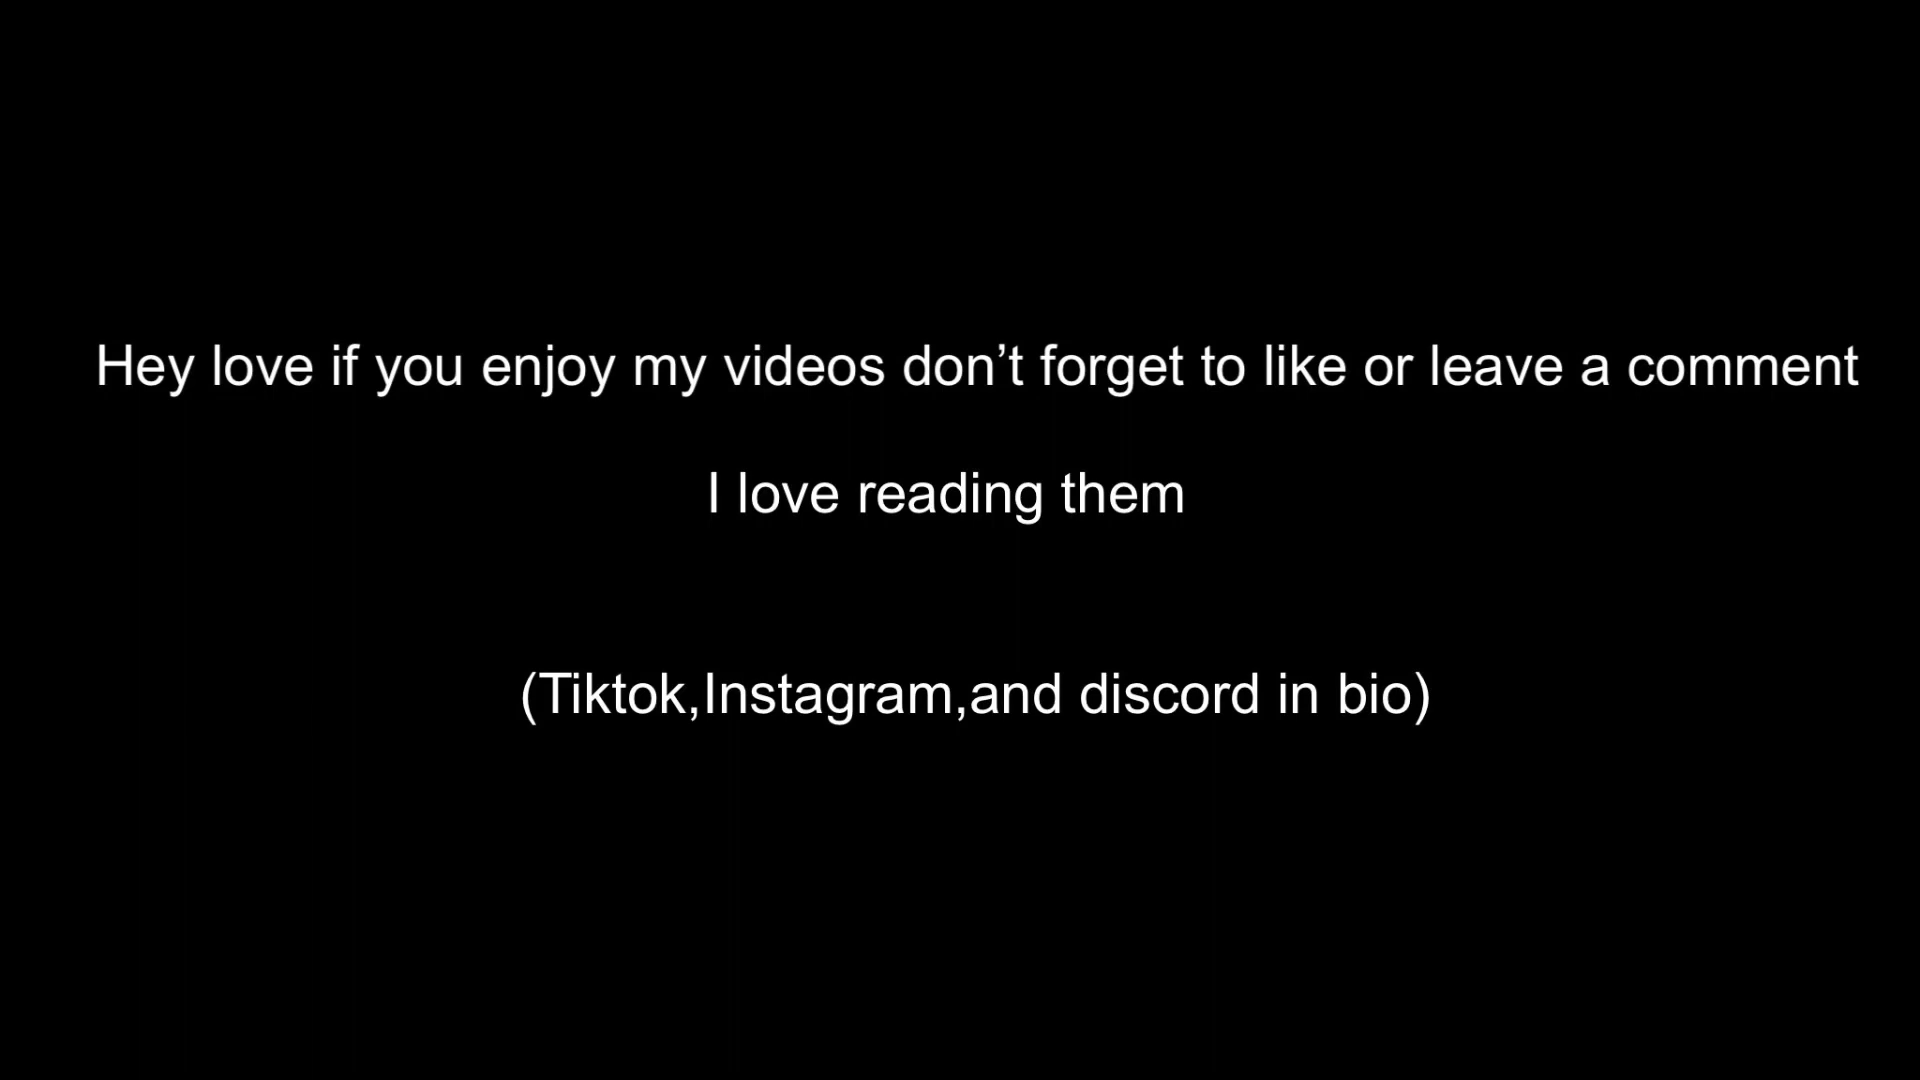 Hey love if you enjoy my videos don’t forget to like or leave a comment
I love reading them
(Tiktok,Instagram,and discord in bio)